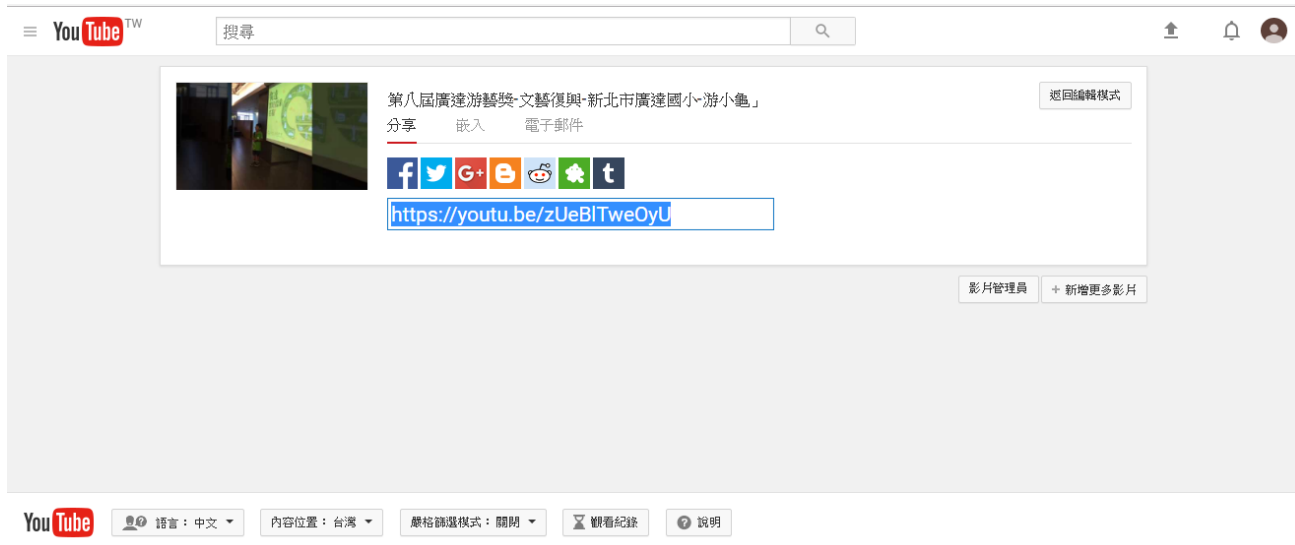 YouTube TW
搜尋
第八屆廣達游藝獎-文藝復興-新北市廣達國小-游小龜」
返回編輯模式
分享 嵌入 電子郵件
https://youtu.be/zUeBlTweOyU
影片管理員 + 新增更多影片
YouTube 語言：中文 內容位置：台灣 嚴格篩選模式：關閉 觀看紀錄 說明